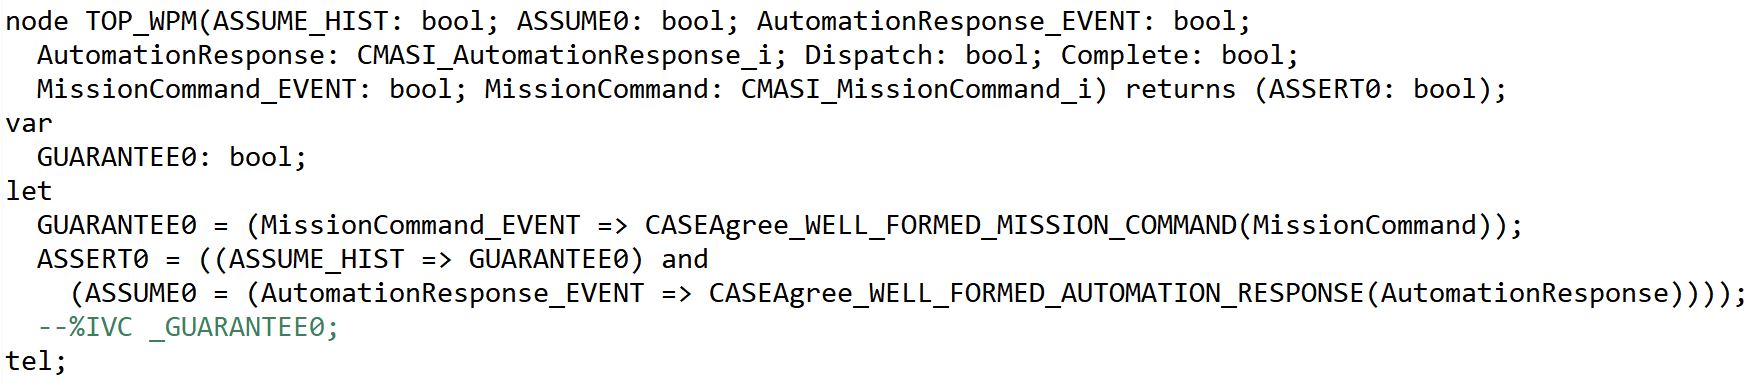 node TOP_WPM(ASSUME_HIST: bool; ASSUME0: bool; AutomationResponse_EVENT: bool;
  AutomationResponse: CMASI_AutomationResponse_i; Dispatch: bool; Complete: bool;
  MissionCommand_EVENT: bool; MissionCommand: CMASI_MissionCommand_i) returns (ASSERT0: bool);
var
  GUARANTEE0: bool;
let
  GUARANTEE0 = (MissionCommand_EVENT => CASEAgree_WELL_FORMED_MISSION_COMMAND(MissionCommand));
  ASSERT0 = ((ASSUME_HIST => GUARANTEE0) and
    (ASSUME0 = (AutomationResponse_EVENT => CASEAgree_WELL_FORMED_AUTOMATION_RESPONSE(AutomationResponse))));
  --%IVC _GUARANTEE0;
tel;